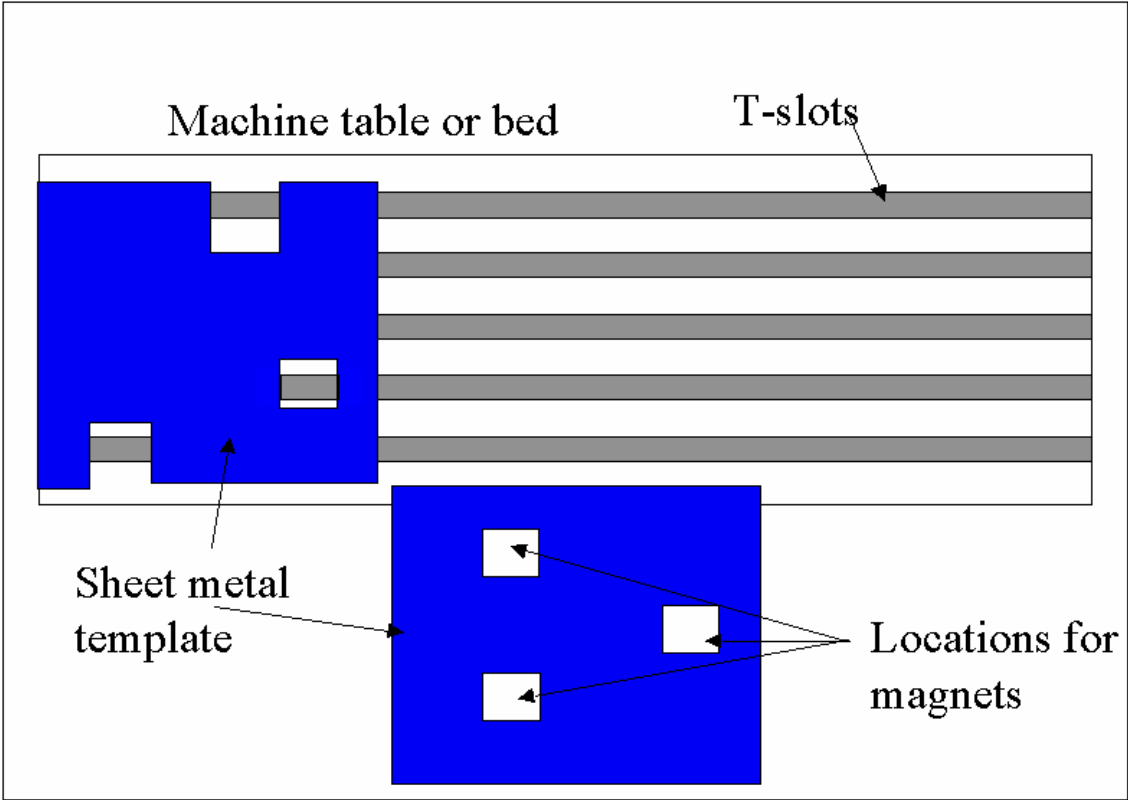 Machine table or bed
T-slots
Sheet metal
template
Locations for
magnets